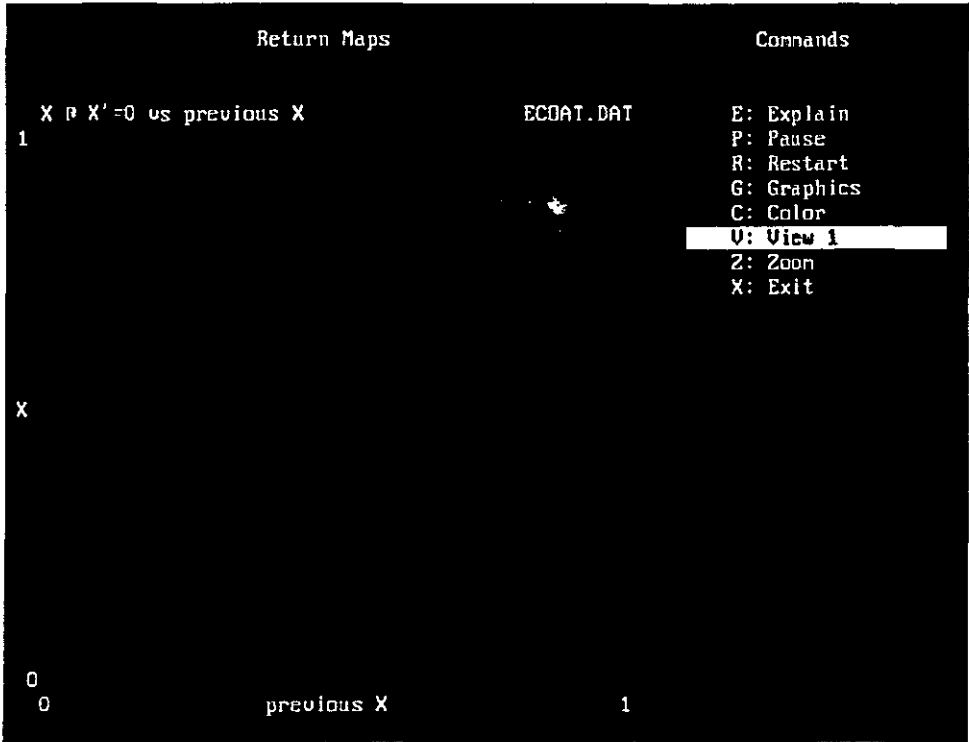 Return Maps
Commands
X @ X'=0 vs previous X
ECOAT.DAT
1
X
0
0
previous X
1
E: Explain
P: Pause
R: Restart
G: Graphics
C: Color
V: View 1
Z: Zoom
X: Exit